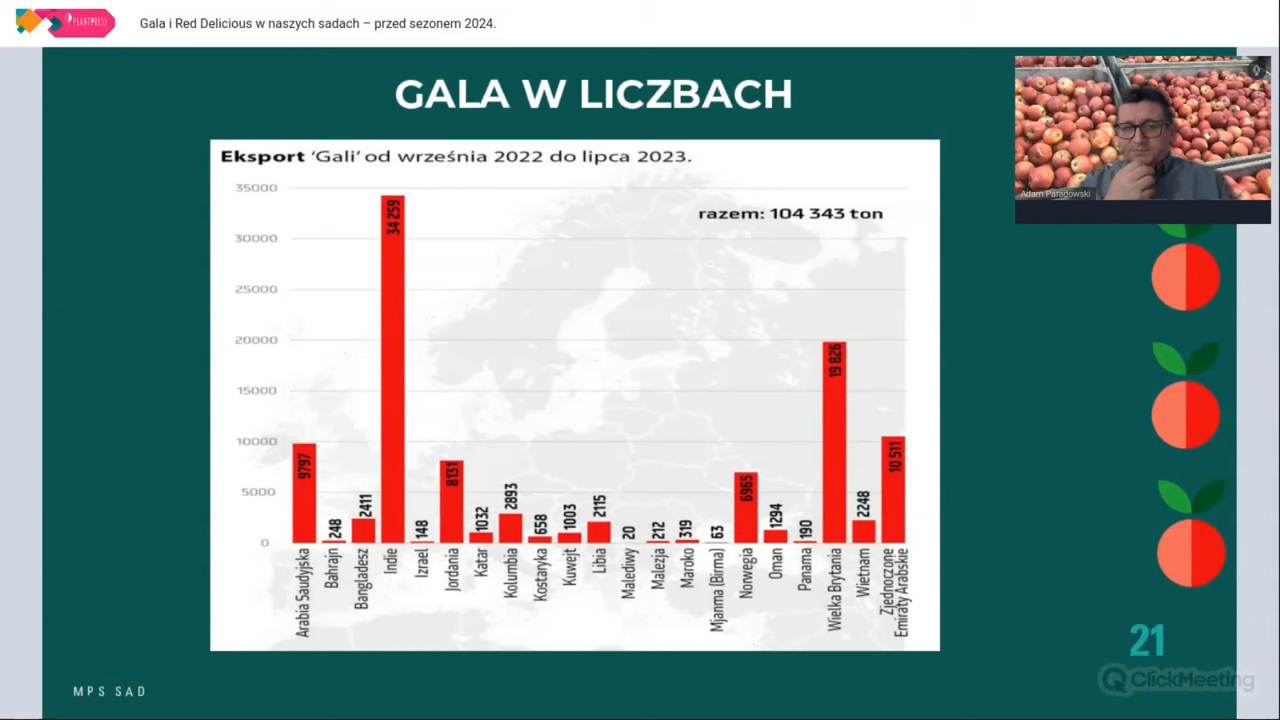 PLANTPRESS
Gala i Red Delicious w naszych sadach – przed sezonem 2024.
GALA W LICZBACH
Adam Paradowski
Eksport 'Gali' od września 2022 do lipca 2023.
razem: 104 343 ton
35000
30000
25000
20000
15000
10000
5000
0
9797
248
2411
34 259
148
8131
1032
2893
658
1003
2115
20
212
319
63
6965
1294
190
19 826
2248
10 511
Arabia Saudyjska
Bahrajn
Bangladesz
Indie
Izrael
Jordania
Katar
Kolumbia
Kostaryka
Kuwejt
Liba
Malediwy
Malezja
Maroko
Mjanma (Birma)
Norwegia
Oman
Panama
Wielka Brytania
Wietnam
Zjednoczone
Emiraty Arabskie
21
MPS SAD
ClickMeeting